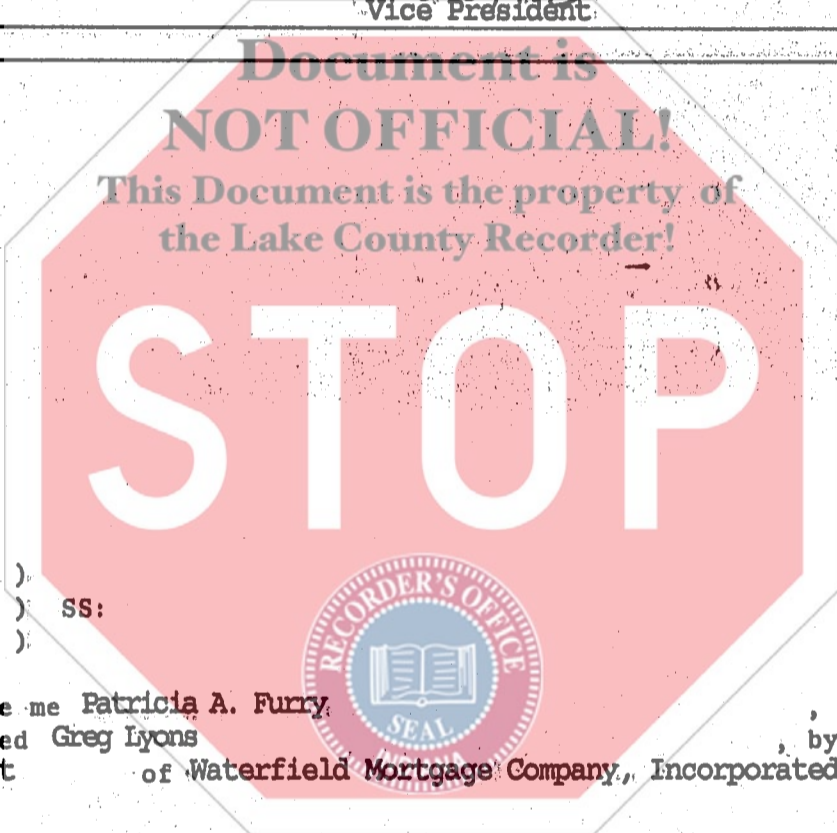 Vice President
Document is
NOT OFFICIAL!
This Document is the property of
the Lake County Recorder!
STOP
)
) SS:
)
RECORDER'S OFFICE
SEAL
e me Patricia A. Furry ,
ed Greg Lyons , by
t of Waterfield Mortgage Company, Incorporated